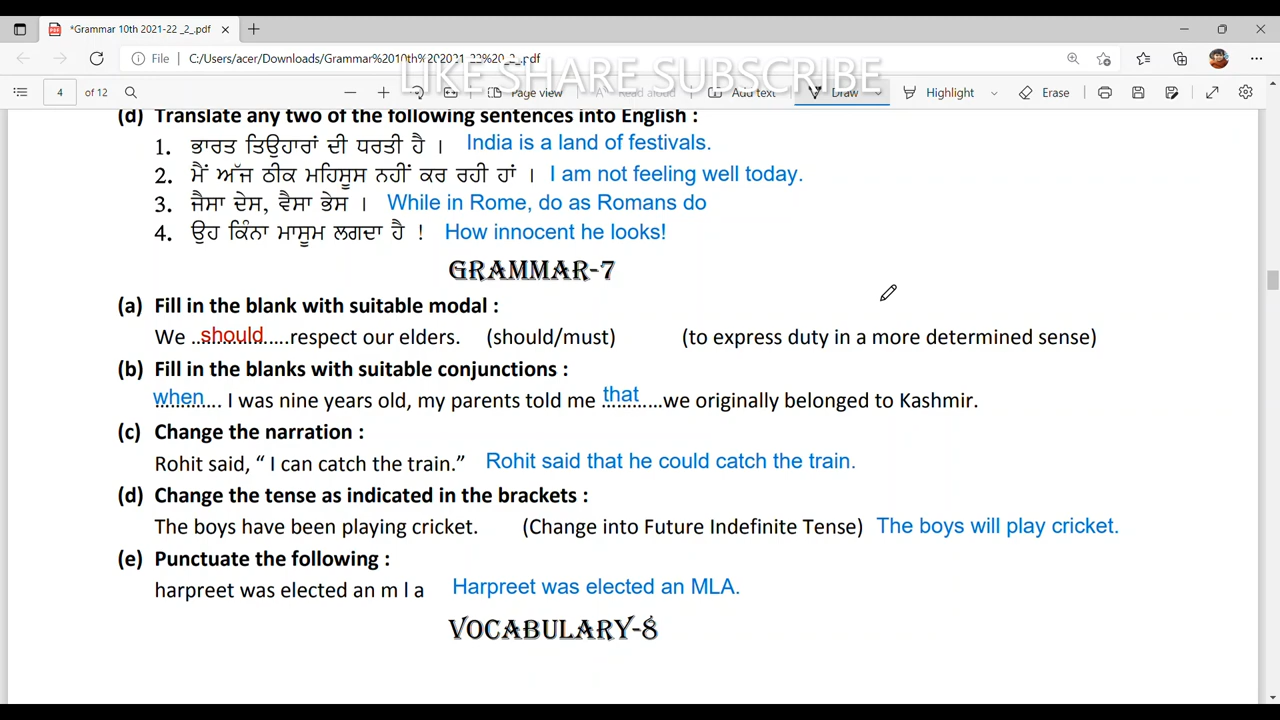 *Grammar 10th 2021-22 _2_.pdf
File C:/Users/acer/Downloads/Grammar%2010th%202021_22%20_2_.pdf
LIKE SHARE SUBSCRIBE
4 of 12 Page view Read aloud Add text Draw Highlight Erase
(d) Translate any two of the following sentences into English :
1. ਭਾਰਤ ਤਿਉਹਾਰਾਂ ਦੀ ਧਰਤੀ ਹੈ । India is a land of festivals.
2. ਮੈਂ ਅੱਜ ਠੀਕ ਮਹਿਸੂਸ ਨਹੀਂ ਕਰ ਰਹੀ ਹਾਂ । I am not feeling well today.
3. ਜੈਸਾ ਦੇਸ, ਵੈਸਾ ਭੇਸ । While in Rome, do as Romans do
4. ਉਹ ਕਿੰਨਾ ਮਾਸੂਮ ਲਗਦਾ ਹੈ ! How innocent he looks!
GRAMMAR-7
(a) Fill in the blank with suitable modal :
We ..should.....respect our elders. (should/must) (to express duty in a more determined sense)
(b) Fill in the blanks with suitable conjunctions :
when.... I was nine years old, my parents told me that....we originally belonged to Kashmir.
(c) Change the narration :
Rohit said, “ I can catch the train.” Rohit said that he could catch the train.
(d) Change the tense as indicated in the brackets :
The boys have been playing cricket. (Change into Future Indefinite Tense) The boys will play cricket.
(e) Punctuate the following :
harpreet was elected an m l a Harpreet was elected an MLA.
VOCABULARY-8